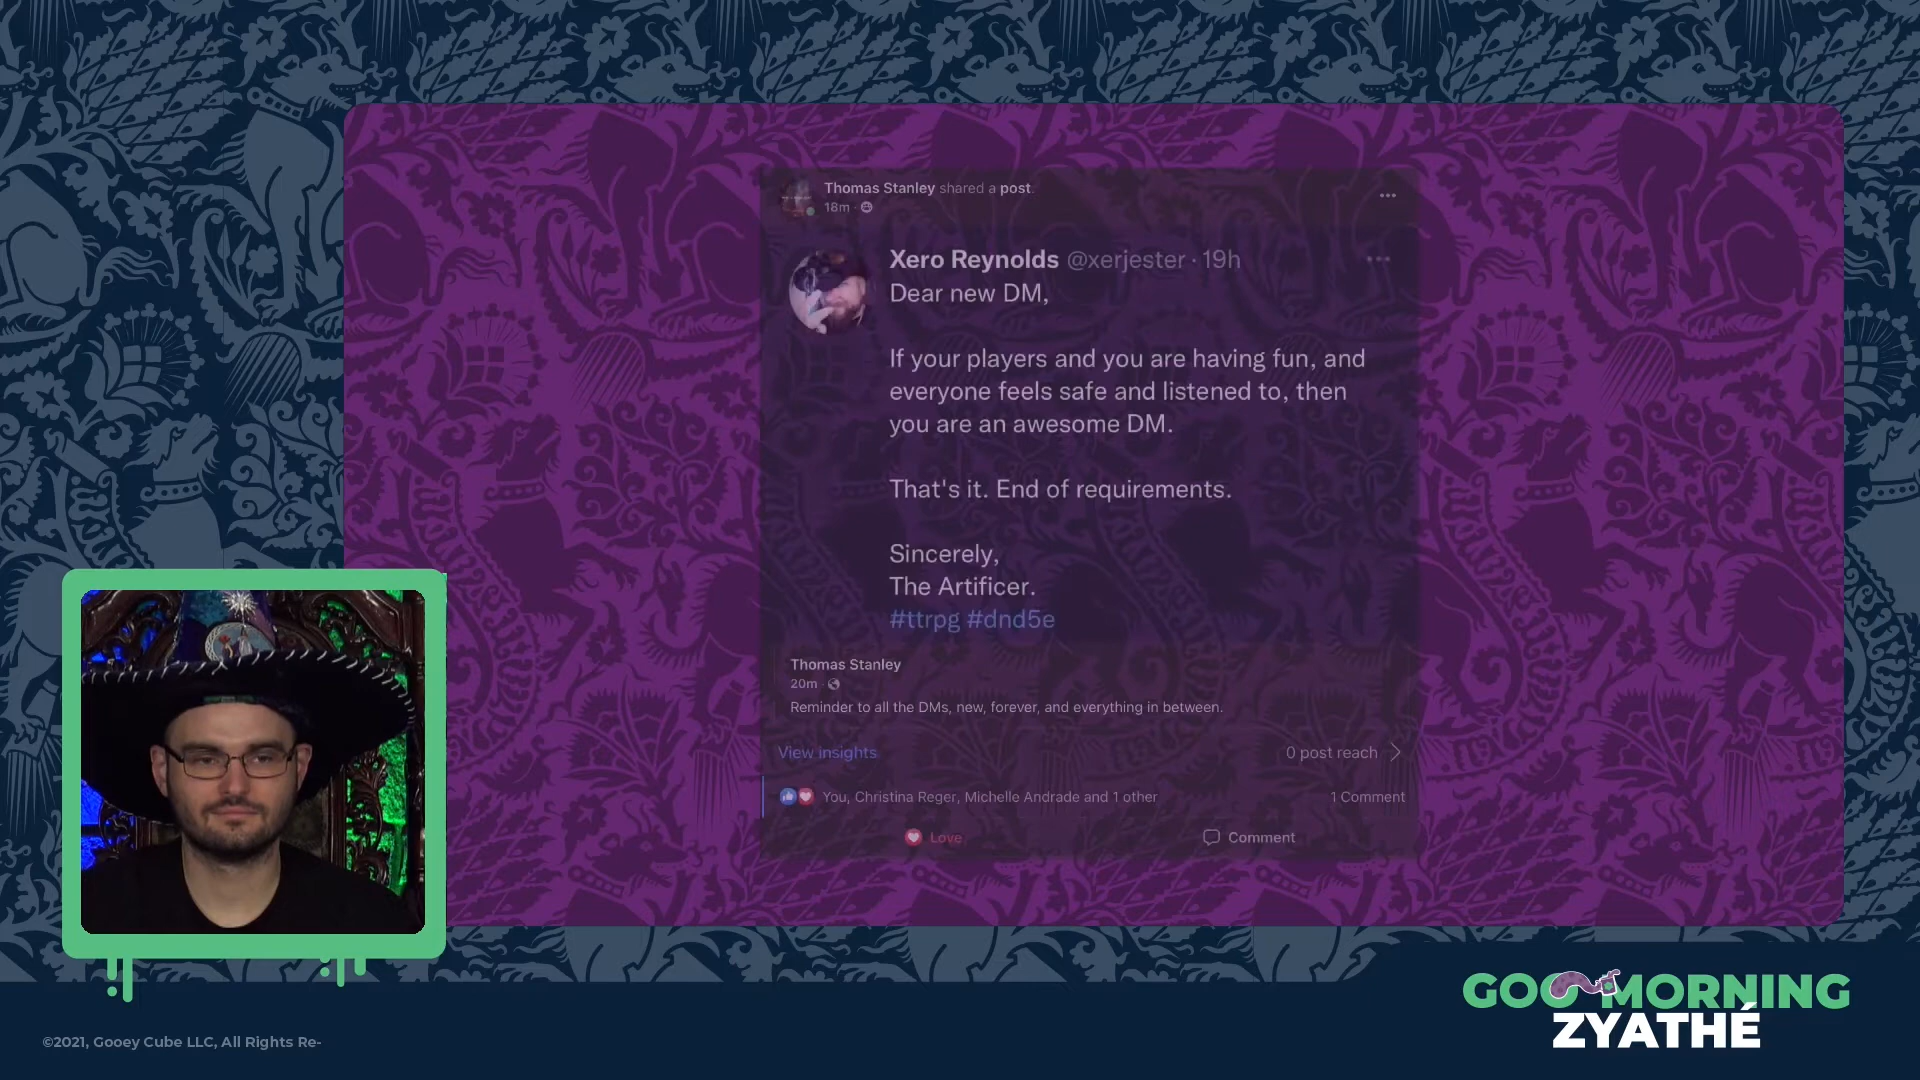 Thomas Stanley shared a post.
18m ·
Xero Reynolds @xerjester · 19h
Dear new DM,
If your players and you are having fun, and
everyone feels safe and listened to, then
you are an awesome DM.
That's it. End of requirements.
Sincerely,
The Artificer.
#ttrpg #dnd5e
Thomas Stanley
20m ·
Reminder to all the DMs, new, forever, and everything in between.
View insights
0 post reach
You, Christina Reger, Michelle Andrade and 1 other
1 Comment
Love
Comment
GOO MORNING
ZYATHÉ
©2021, Gooey Cube LLC, All Rights Re-